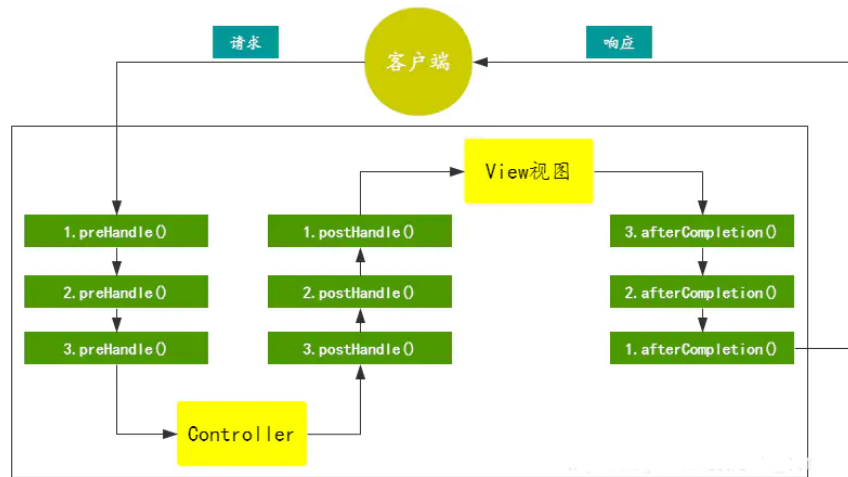 请求
客户端
响应
View视图
1.preHandle()
2.preHandle()
3.preHandle()
Controller
3.postHandle()
2.postHandle()
1.postHandle()
3.afterCompletion()
2.afterCompletion()
1.afterCompletion()